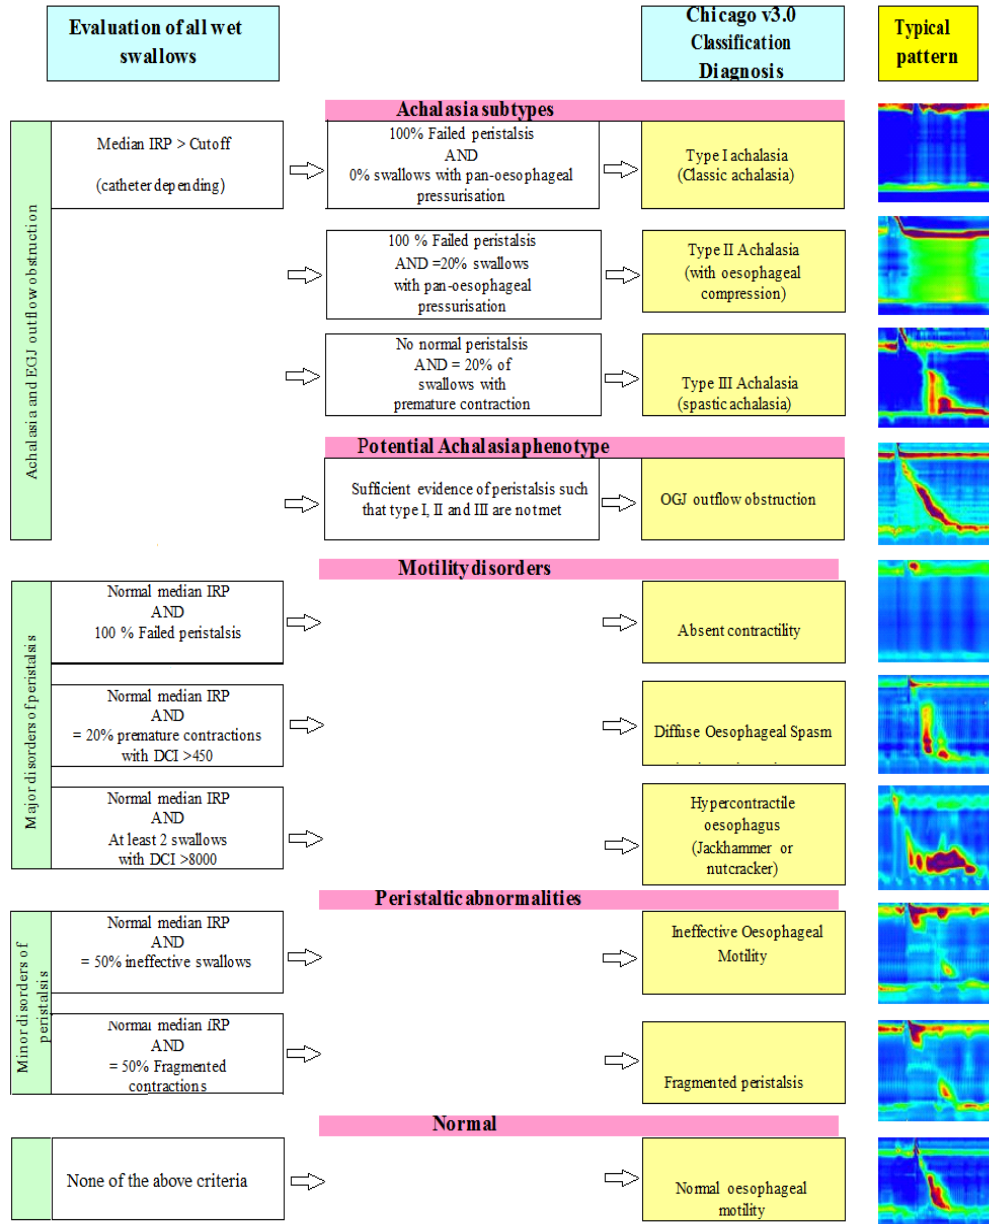 Evaluation of all wet
swallows
Chicago v3.0
Classification
Diagnosis
Typical
pattern
Achalasia subtypes
Achalasia and EGJ outflow obstruction
Median IRP > Cutoff
(catheter depending)
100% Failed peristalsis
AND
0% swallows with pan-oesophageal
pressurisation
Type I achalasia
(Classic achalasia)
100 % Failed peristalsis
AND =20% swallows
with pan-oesophageal
pressurisation
Type II Achalasia
(with oesophageal
compression)
No normal peristalsis
AND = 20% of
swallows with
premature contraction
Type III Achalasia
(spastic achalasia)
Potential Achalasia phenotype
Sufficient evidence of peristalsis such
that type I, II and III are not met
OGJ outflow obstruction
Motility disorders
Major disorders of peristalsis
Normal median IRP
AND
100 % Failed peristalsis
Absent contractility
Normal median IRP
AND
= 20% premature contractions
with DCI >450
Diffuse Oesophageal Spasm
Normal median IRP
AND
At least 2 swallows
with DCI >8000
Hypercontractile
oesophagus
(Jackhammer or
nutcracker)
Peristaltic abnormalities
Minor disorders of
peristalsis
Normal median IRP
AND
= 50% ineffective swallows
Ineffective Oesophageal
Motility
Normal median IRP
AND
= 50% Fragmented
contractions
Fragmented peristalsis
Normal
None of the above criteria
Normal oesophageal
motility